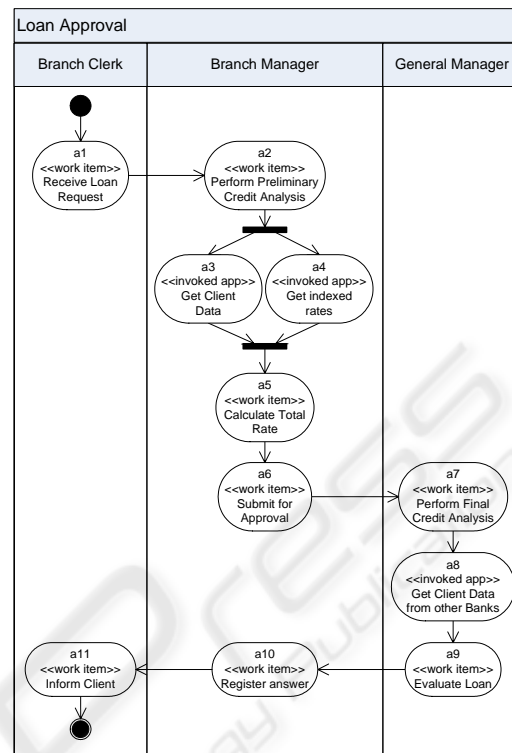 Loan Approval
Branch Clerk
Branch Manager
General Manager
a1
<<work item>>
Receive Loan
Request
a2
<<work item>>
Perform Preliminary
Credit Analysis
a3
<<invoked app>>
Get Client
Data
a4
<<invoked app>>
Get indexed
rates
a5
<<work item>>
Calculate Total
Rate
a6
<<work item>>
Submit for
Approval
a7
<<work item>>
Perform Final
Credit Analysis
a8
<<invoked app>>
Get Client Data
from other Banks
a9
<<work item>>
Evaluate Loan
a10
<<work item>>
Register answer
a11
<<work item>>
Inform Client